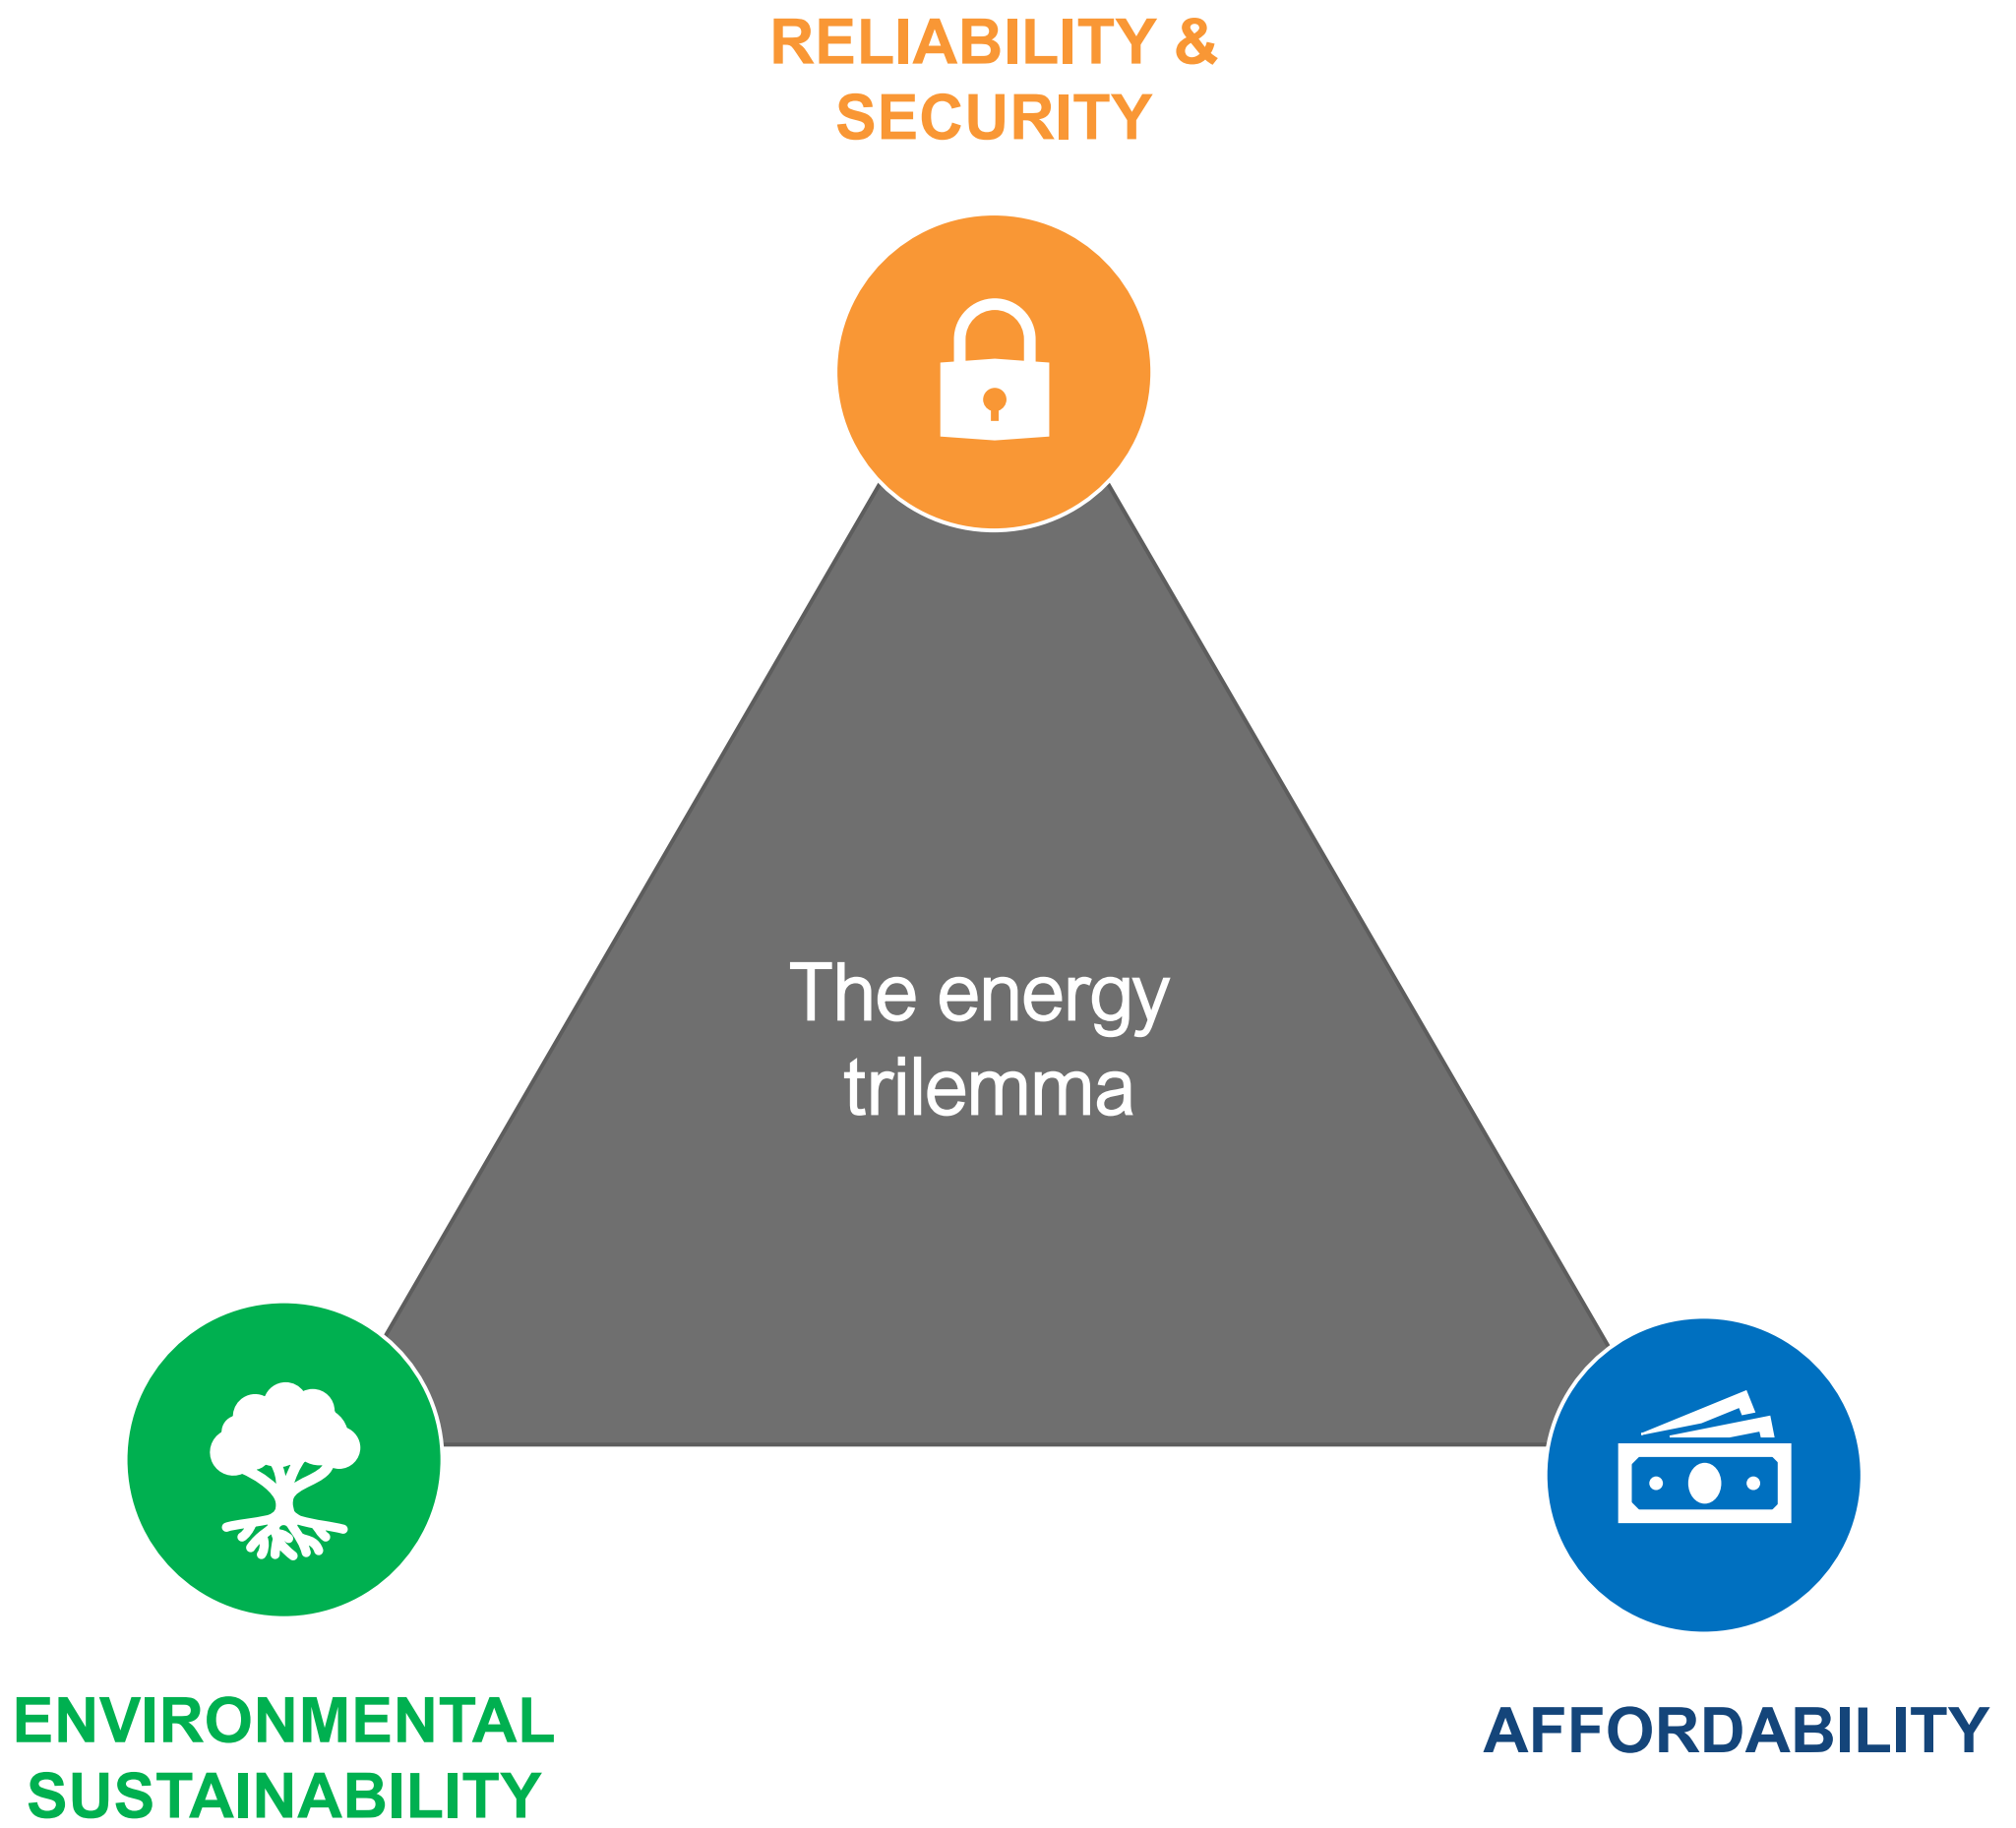 RELIABILITY &
SECURITY
The energy
trilemma
ENVIRONMENTAL
SUSTAINABILITY
AFFORDABILITY